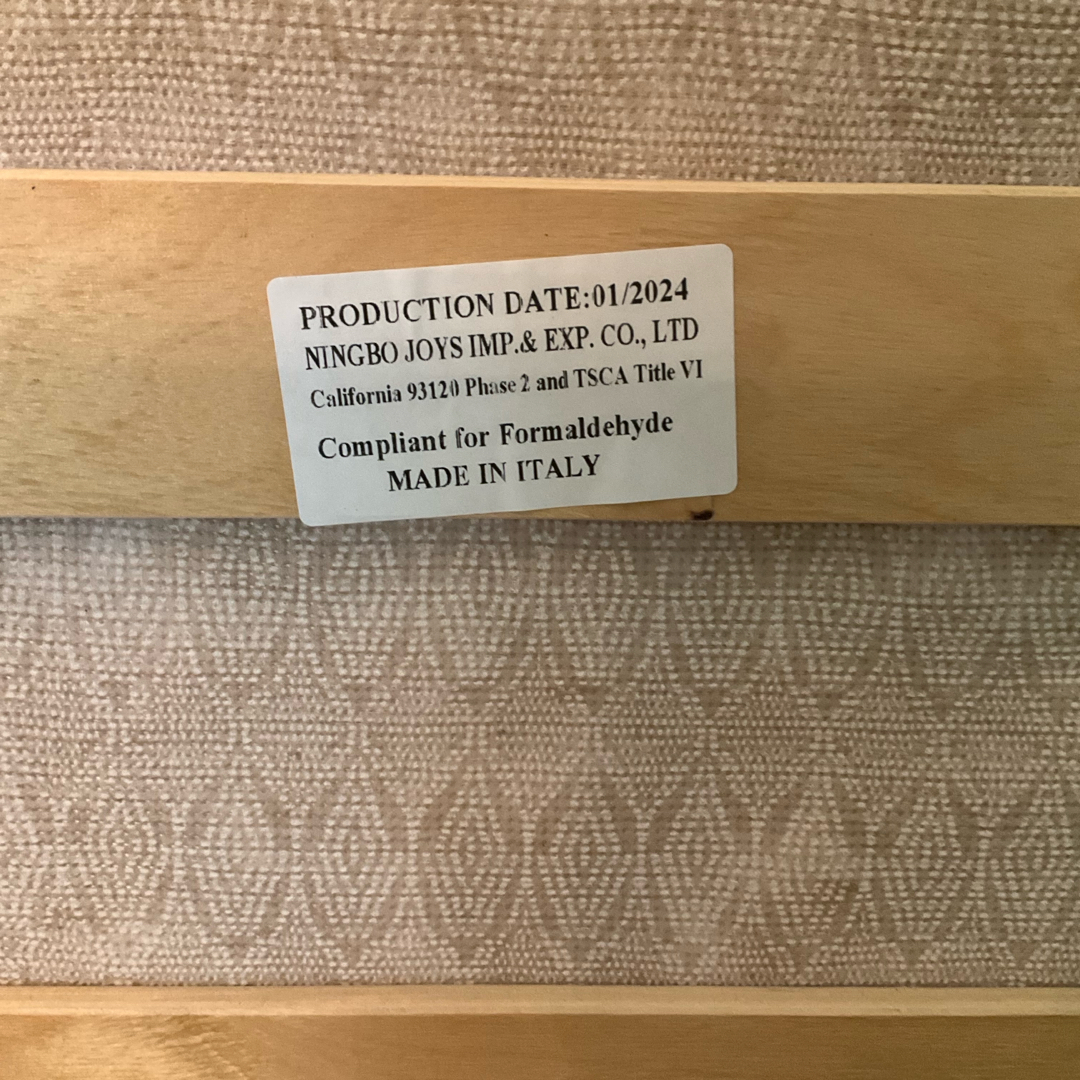 PRODUCTION DATE:01/2024
NINGBO JOYS IMP.& EXP. CO., LTD
California 93120 Phase 2 and TSCA Title VI
Compliant for Formaldehyde
MADE IN ITALY